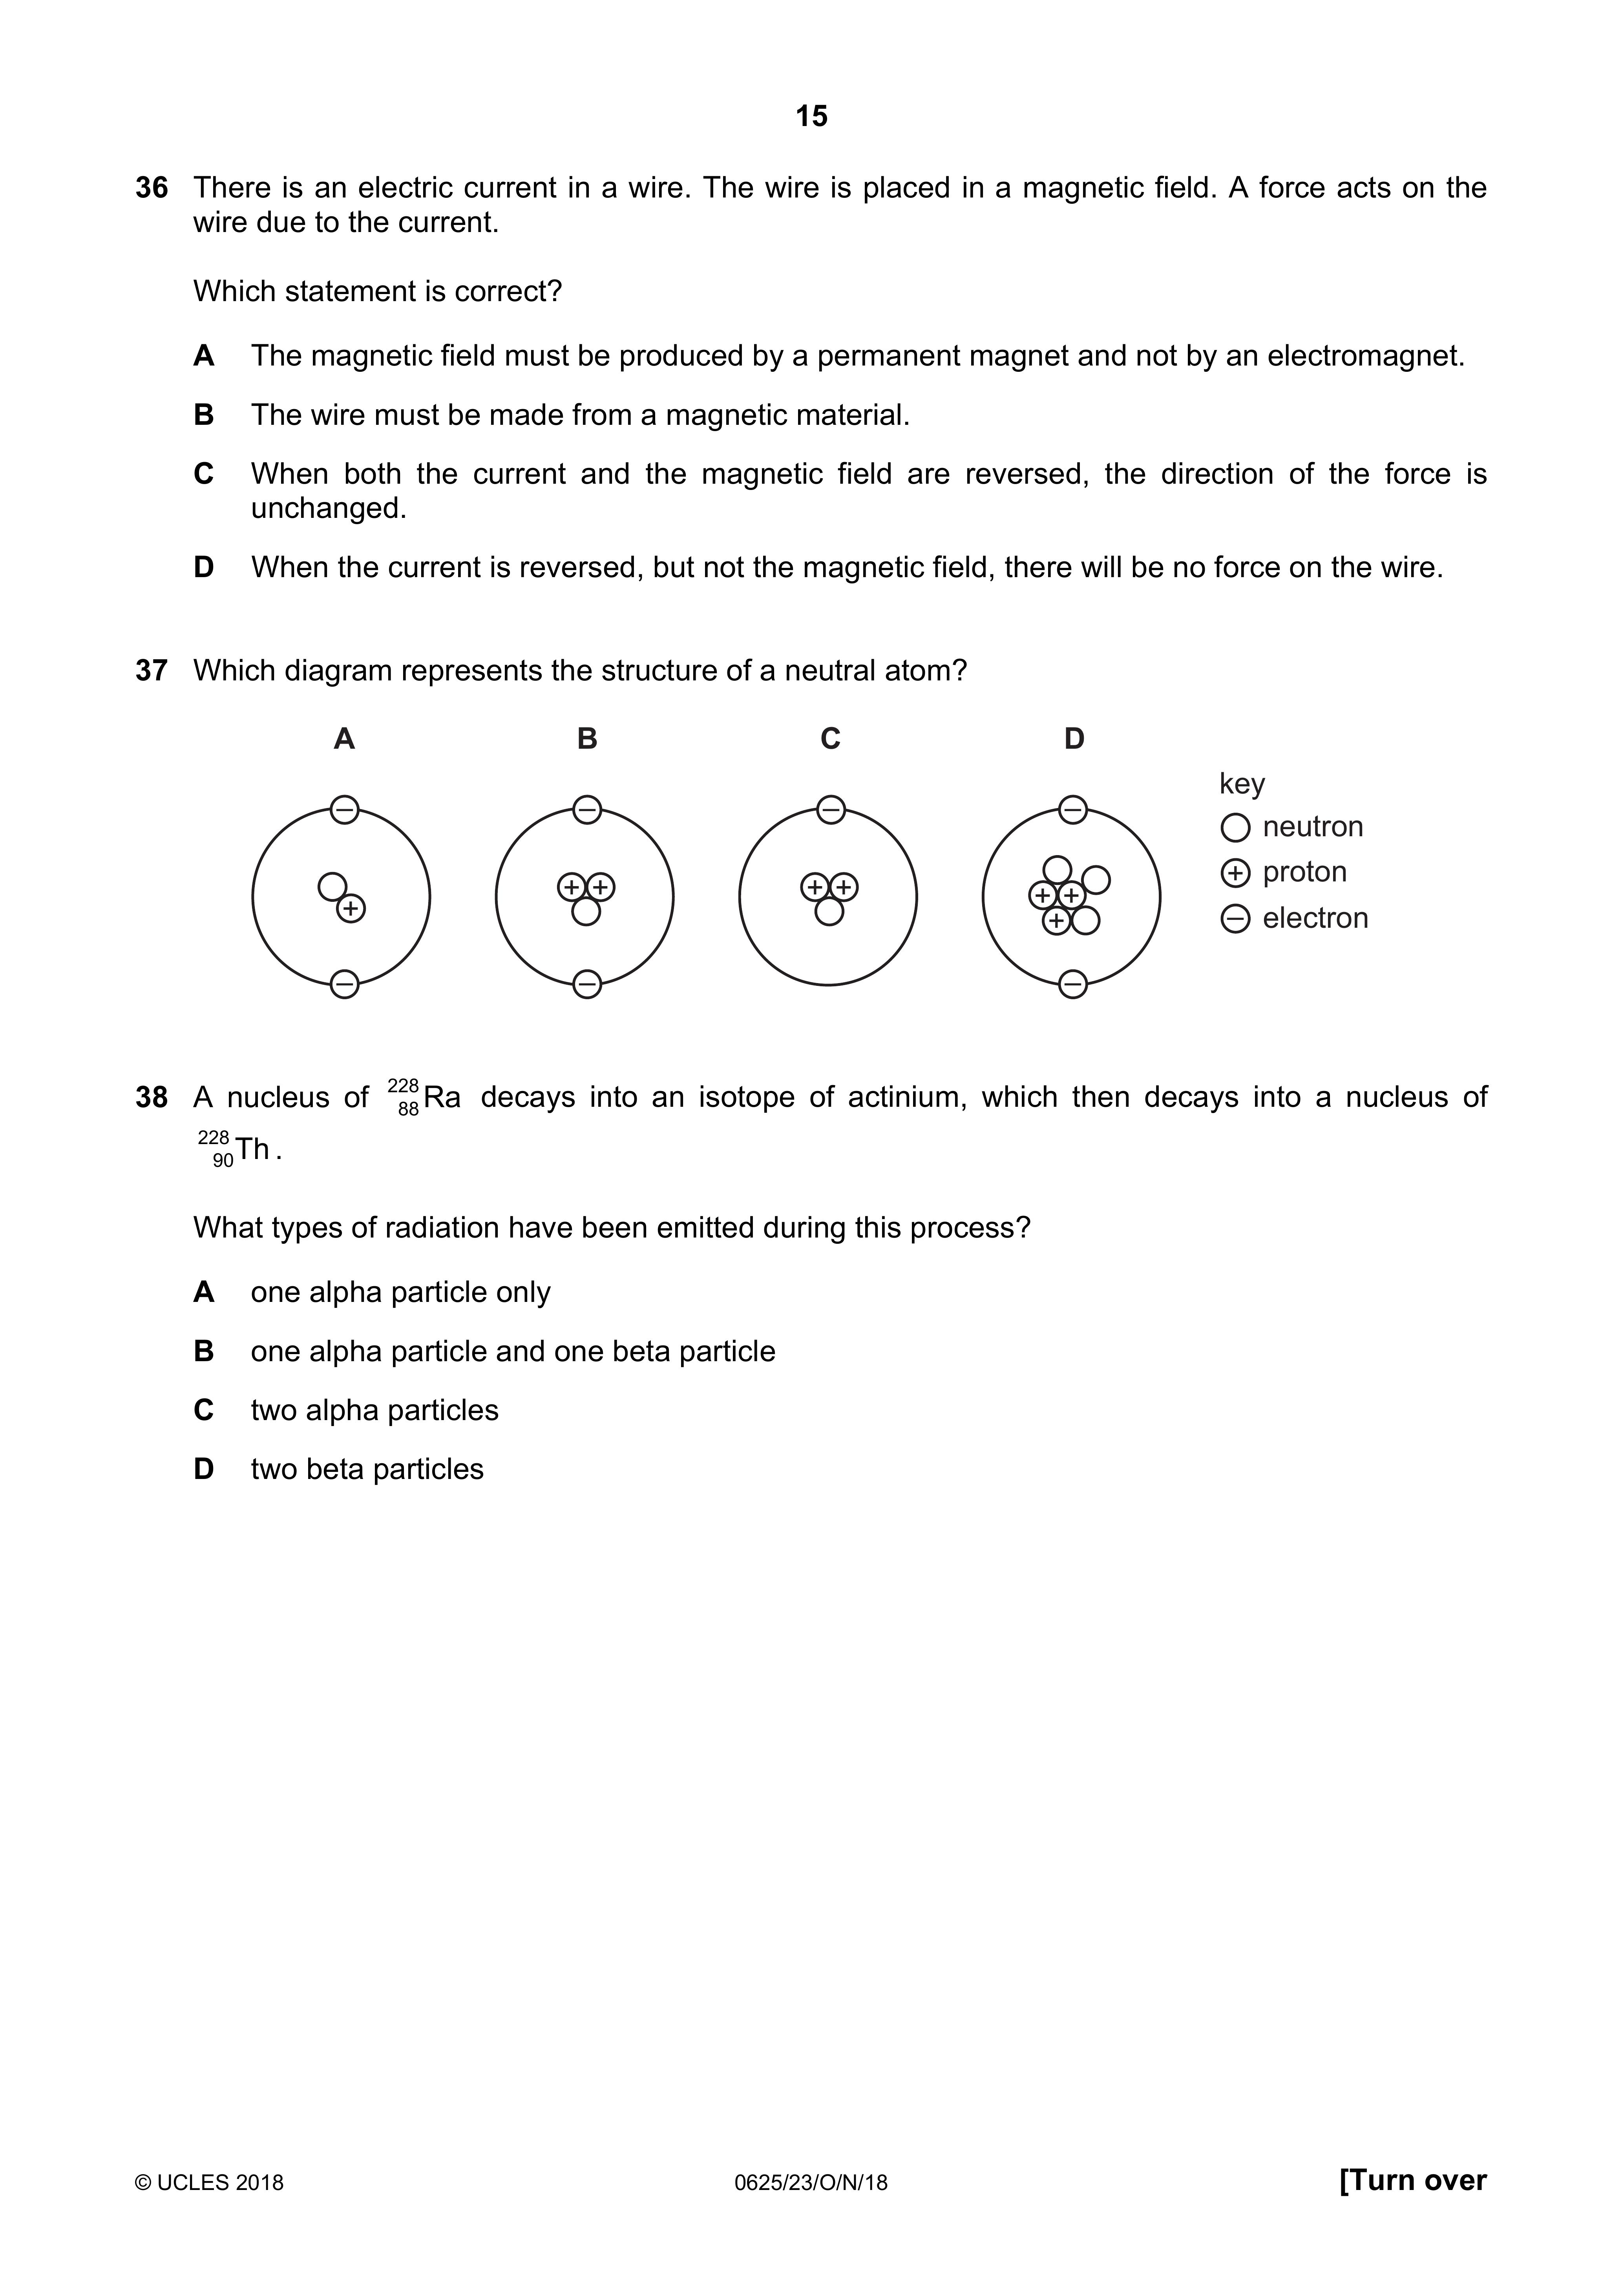 15
36 There is an electric current in a wire. The wire is placed in a magnetic field. A force acts on the
wire due to the current.
Which statement is correct?
A The magnetic field must be produced by a permanent magnet and not by an electromagnet.
B The wire must be made from a magnetic material.
C When both the current and the magnetic field are reversed, the direction of the force is
unchanged.
D When the current is reversed, but not the magnetic field, there will be no force on the wire.
37 Which diagram represents the structure of a neutral atom?
A B C D
key
neutron
+ proton
− electron
38 A nucleus of ²²⁸₈₈Ra decays into an isotope of actinium, which then decays into a nucleus of
²²⁸₉₀Th.
What types of radiation have been emitted during this process?
A one alpha particle only
B one alpha particle and one beta particle
C two alpha particles
D two beta particles
© UCLES 2018 0625/23/O/N/18 [Turn over